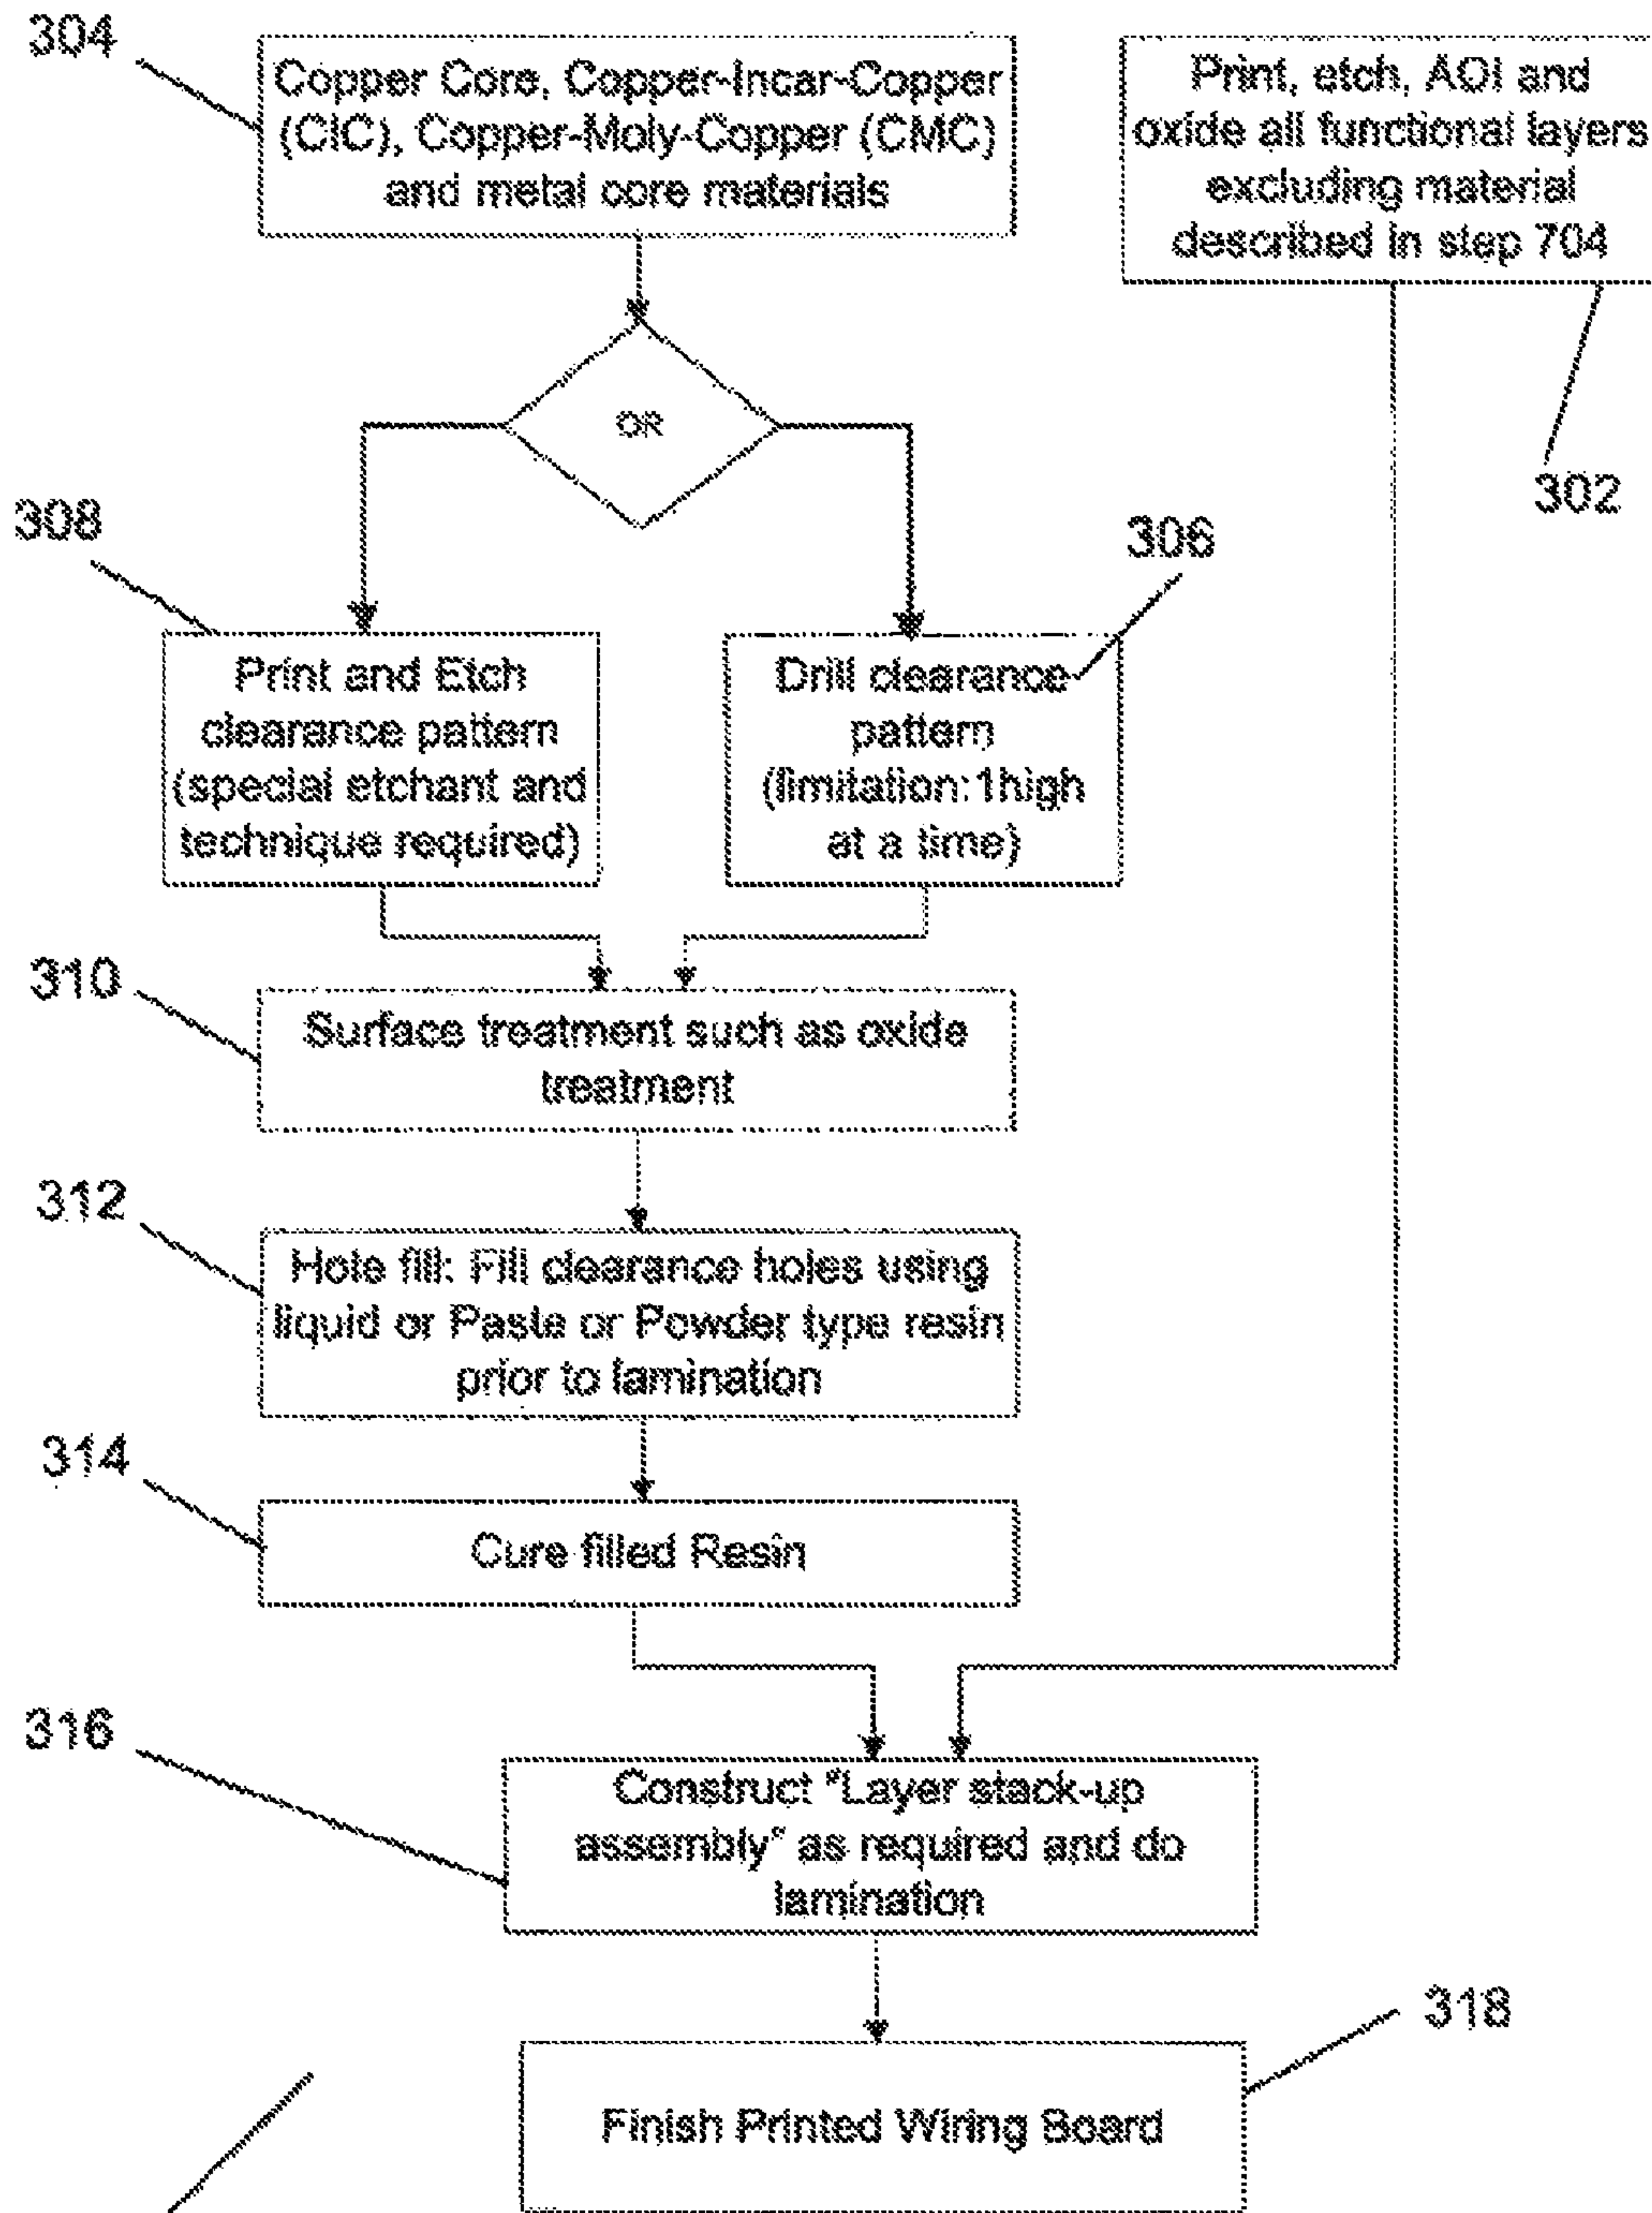 304
Copper Core, Copper-Incar-Copper
(CIC), Copper-Moly-Copper (CMC)
and metal core materials
Print, etch, AOI and
oxide all functional layers
excluding material
described in step 704
302
OR
308
306
Print and Etch
clearance pattern
(special etchant and
technique required)
Drill clearance
pattern
(limitation:1high
at a time)
310
Surface treatment such as oxide
treatment
312
Hole fill: Fill clearance holes using
liquid or Paste or Powder type resin
prior to lamination
314
Cure filled Resin
316
Construct "Layer stack-up
assembly" as required and do
lamination
318
Finish Printed Wiring Board